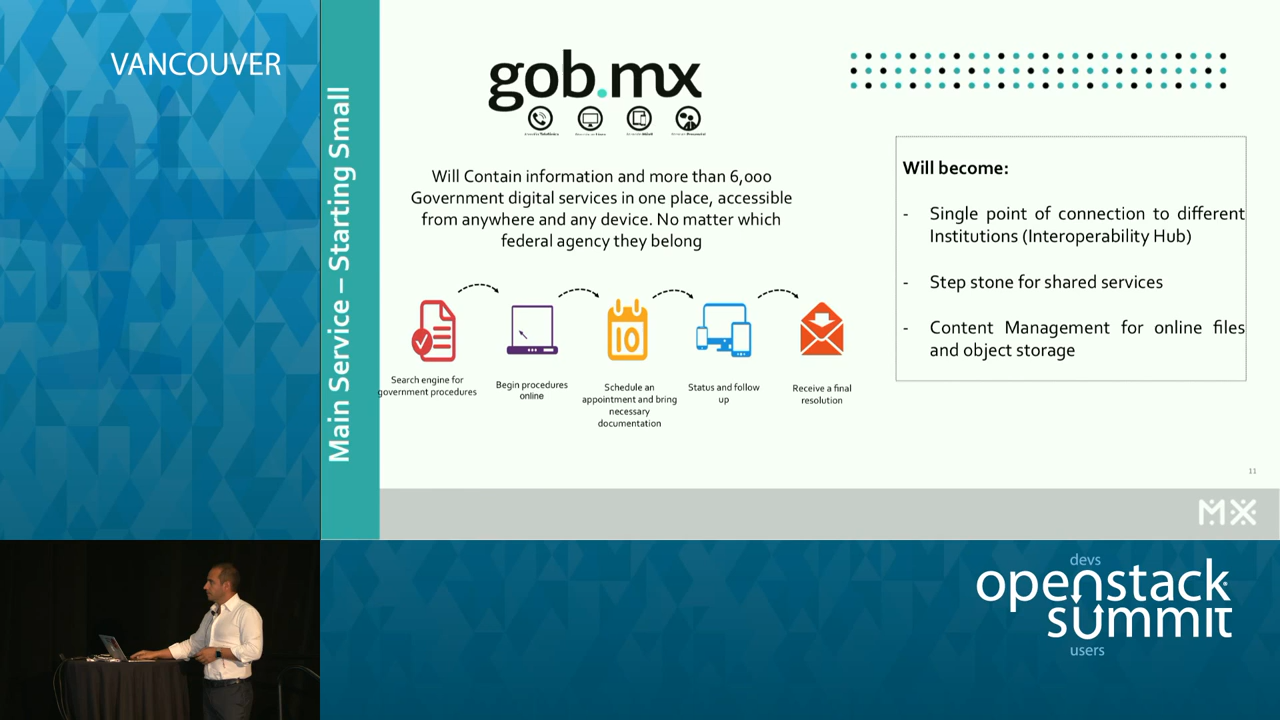 VANCOUVER
Main Service – Starting Small
gob.mx
Will Contain information and more than 6,000
Government digital services in one place, accessible
from anywhere and any device. No matter which
federal agency they belong
Search engine for
government procedures
Begin procedures
online
10
Schedule an
appointment and bring
necessary
documentation
Status and follow
up
Receive a final
resolution
Will become:
- Single point of connection to different
Institutions (Interoperability Hub)
- Step stone for shared services
- Content Management for online files
and object storage
11
MX
devs
openstack
summit
users